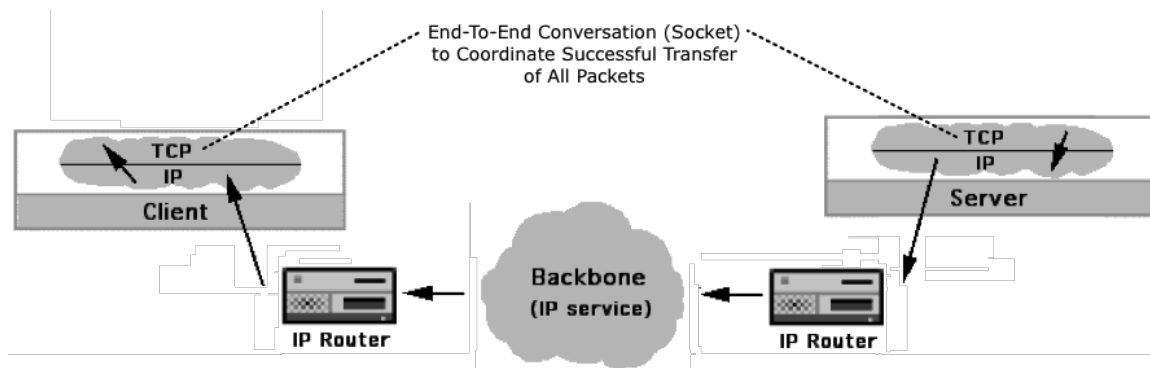 End-To-End Conversation (Socket)
to Coordinate Successful Transfer
of All Packets
TCP
IP
Client
TCP
IP
Server
Backbone
(IP service)
IP Router
IP Router